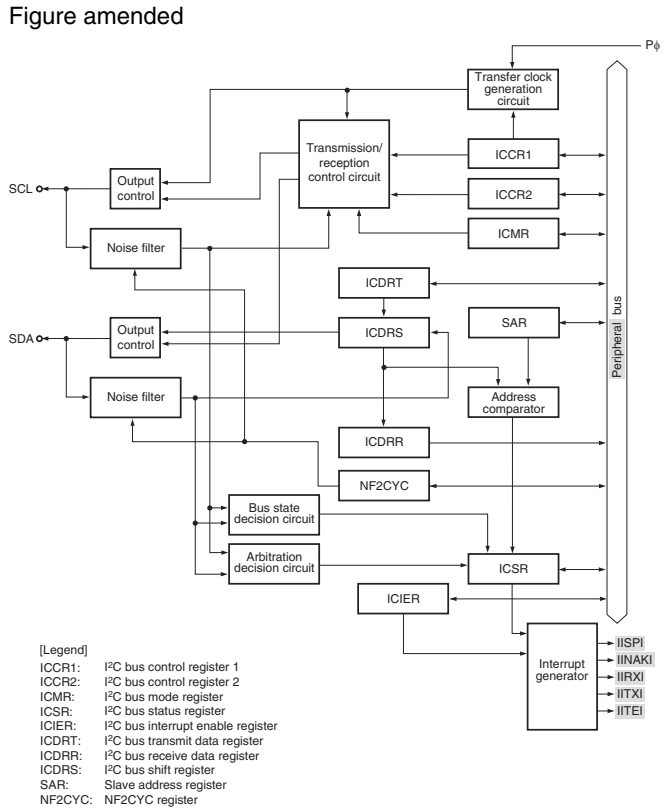 Figure amended
Pϕ
Transfer clock
generation
circuit
Transmission/
reception
control circuit
ICCR1
SCL
Output
control
ICCR2
ICMR
Noise filter
ICDRT
SDA
Output
control
ICDRS
SAR
Peripheral bus
Noise filter
Address
comparator
ICDRR
NF2CYC
Bus state
decision circuit
Arbitration
decision circuit
ICSR
ICIER
Interrupt
generator
IISPI
IINAKI
IIRXI
IITXI
IITEI
[Legend]
ICCR1: I²C bus control register 1
ICCR2: I²C bus control register 2
ICMR: I²C bus mode register
ICSR: I²C bus status register
ICIER: I²C bus interrupt enable register
ICDRT: I²C bus transmit data register
ICDRR: I²C bus receive data register
ICDRS: I²C bus shift register
SAR: Slave address register
NF2CYC: NF2CYC register